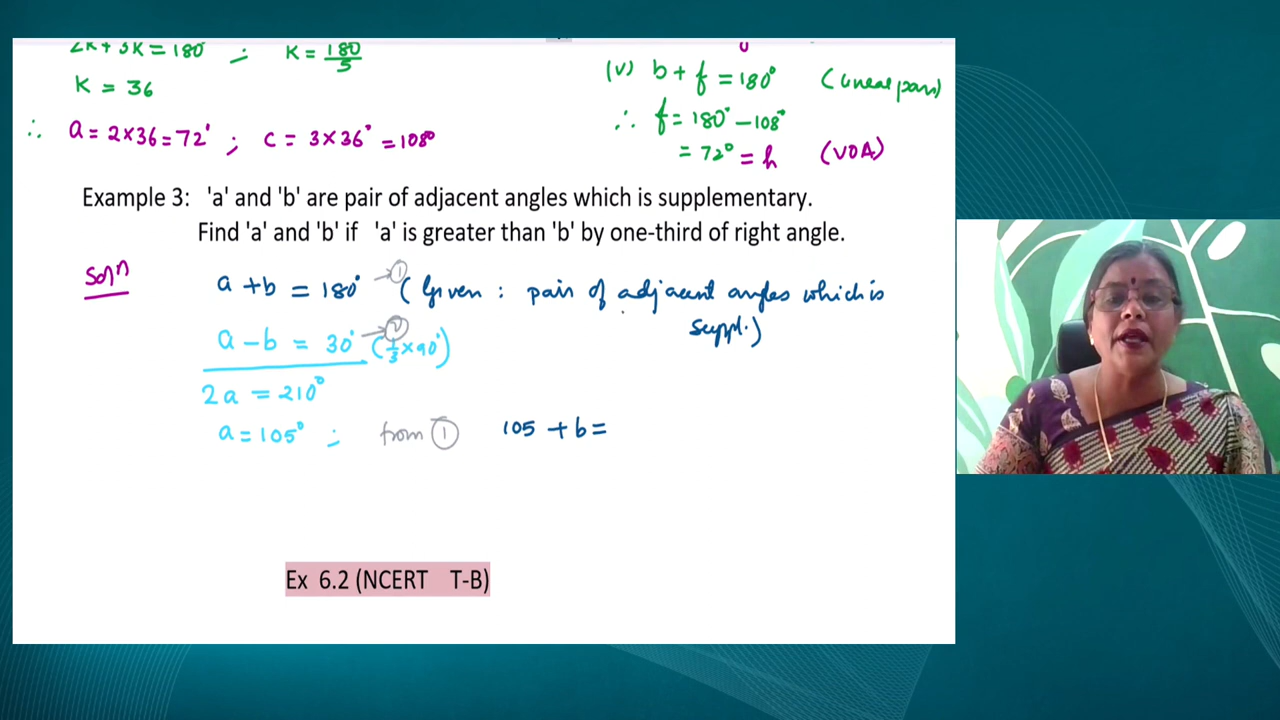 2K + 3K = 180° ; K = 180/5
K = 36
∴ a = 2×36 = 72° ; c = 3×36° = 108°
(v) b + f = 180° (Linear pair)
∴ f = 180° - 108°
= 72° = h (VOA)
Example 3: 'a' and 'b' are pair of adjacent angles which is supplementary.
Find 'a' and 'b' if 'a' is greater than 'b' by one-third of right angle.
Soln
a + b = 180° → ① (Given : pair of adjacent angles which is
suppl.)
a - b = 30° → ② (1/3 × 90°)
2a = 210°
a = 105° ; from ① 105 + b =
Ex 6.2 (NCERT T-B)